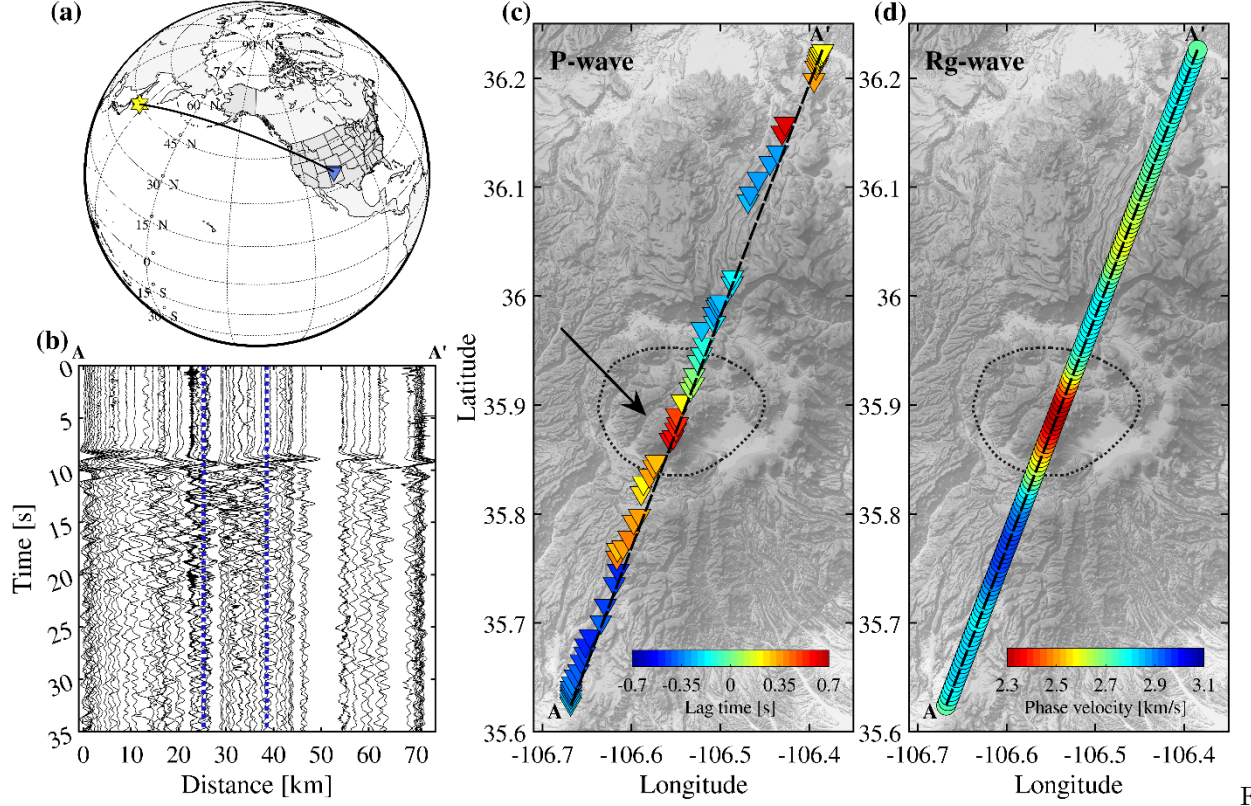 (a)
90° N
75° N
60° N
45° N
30° N
15° N
0°
15° S
30° S
(b)
A
A'
0
5
10
15
20
25
30
35
Time [s]
0 10 20 30 40 50 60 70
Distance [km]
(c)
P-wave
A'
36.2
36.1
36
35.9
35.8
35.7
35.6
Latitude
A
-0.7 -0.35 0 0.35 0.7
Lag time [s]
-106.7 -106.6 -106.5 -106.4
Longitude
(d)
Rg-wave
A'
36.2
36.1
36
35.9
35.8
35.7
35.6
A
2.3 2.5 2.7 2.9 3.1
Phase velocity [km/s]
-106.7 -106.6 -106.5 -106.4
Longitude